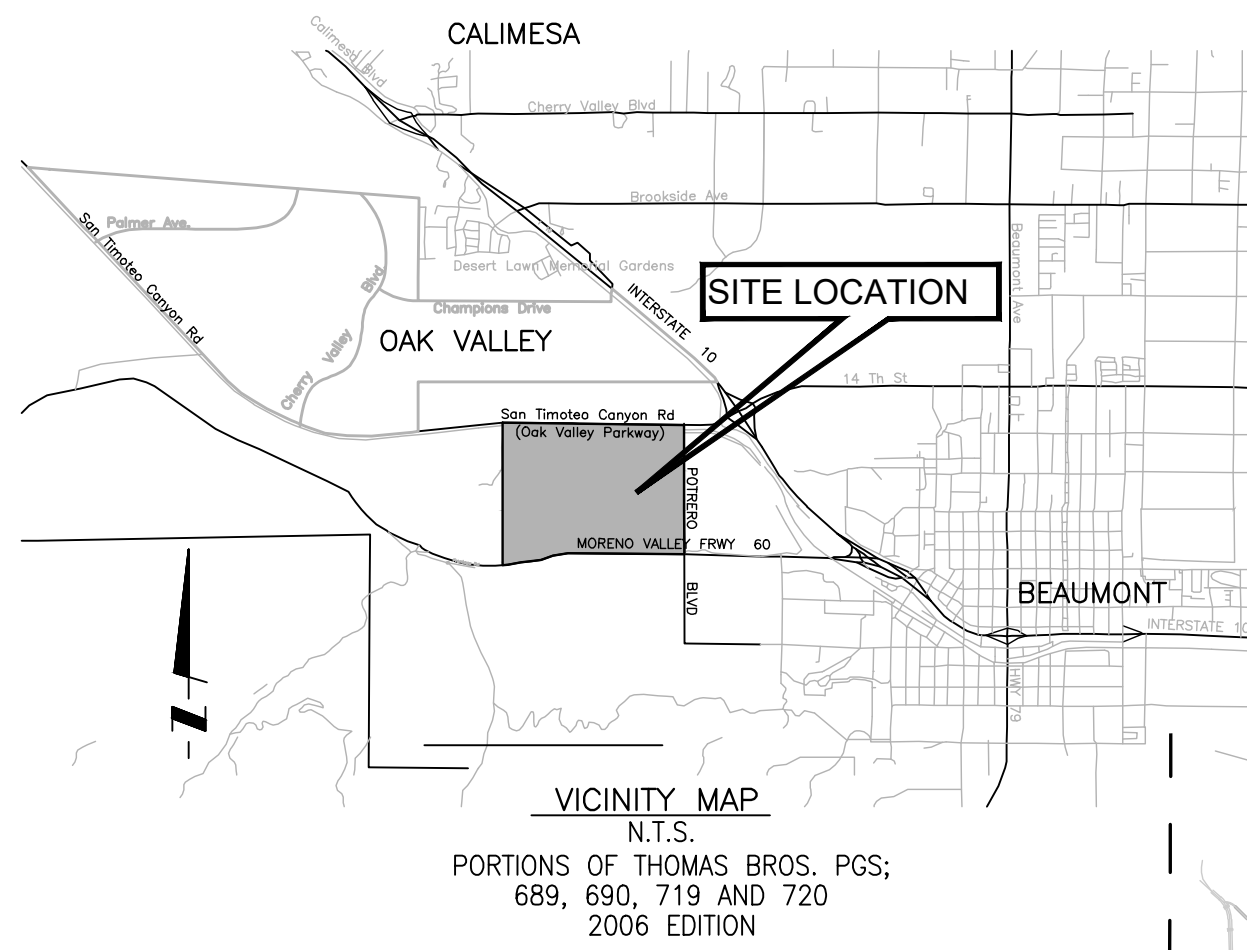 CALIMESA
Calimesa Blvd
Cherry Valley Blvd
Brookside Ave
Palmer Ave.
San Timoteo Canyon Rd
Beaumont Ave
Desert Lawn Memorial Gardens
Blvd
SITE LOCATION
INTERSTATE 10
Champions Drive
OAK VALLEY
Valley
Cherry
14 Th St
San Timoteo Canyon Rd
(Oak Valley Parkway)
POTRERO
MORENO VALLEY FRWY 60
BLVD
BEAUMONT
INTERSTATE 10
HWY 79
N
VICINITY MAP
N.T.S.
PORTIONS OF THOMAS BROS. PGS;
689, 690, 719 AND 720
2006 EDITION